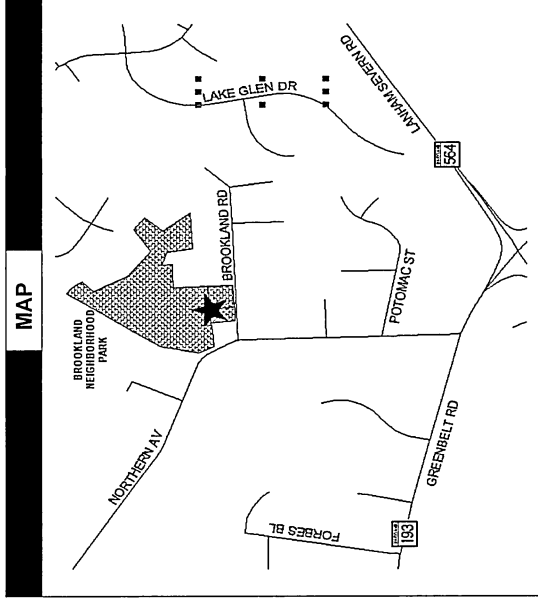 MAP
LANHAM SEVERN RD
LAKE GLEN DR
564
BROOKLAND RD
BROOKLAND
NEIGHBORHOOD
PARK
POTOMAC ST
NORTHERN AV
GREENBELT RD
FORBES BL
193